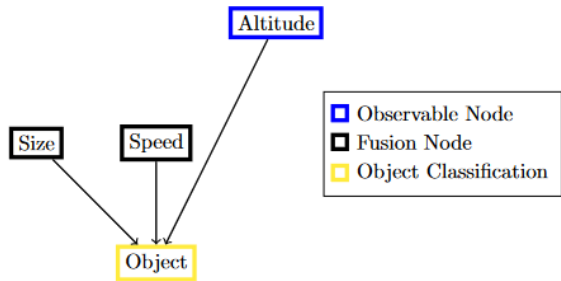 Altitude
Size
Speed
Object
Observable Node
Fusion Node
Object Classification